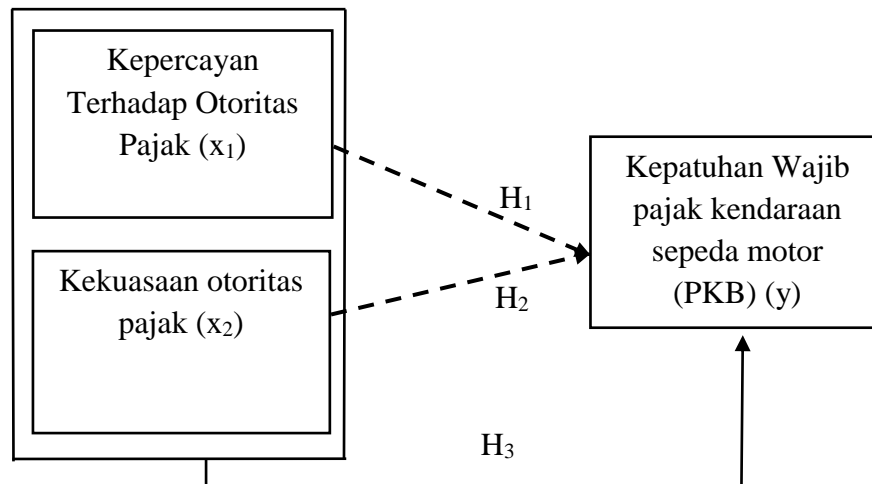 Kepercayan
Terhadap Otoritas
Pajak (x₁)
H₁
Kepatuhan Wajib
pajak kendaraan
sepeda motor
(PKB) (y)
Kekuasaan otoritas
pajak (x₂)
H₂
H₃